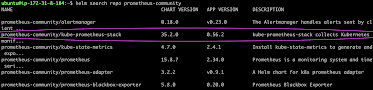 ubuntu@ip-172-31-8-184:~$ helm search repo prometheus-community
NAME CHART VERSION APP VERSION DESCRIPTION
prometheus-community/alertmanager 0.18.0 v0.23.0 The Alertmanager handles alerts sent by cl
ient ...
prometheus-community/kube-prometheus-stack 35.2.0 0.56.2 kube-prometheus-stack collects Kubernetes
manif...
prometheus-community/kube-state-metrics 4.7.0 2.4.1 Install kube-state-metrics to generate and
expo...
prometheus-community/prometheus 15.8.7 2.34.0 Prometheus is a monitoring system and time
seri...
prometheus-community/prometheus-adapter 3.2.2 v0.9.1 A Helm chart for k8s prometheus adapter
prometheus-community/prometheus-blackbox-exporter 5.8.0 0.20.0 Prometheus Blackbox Exporter